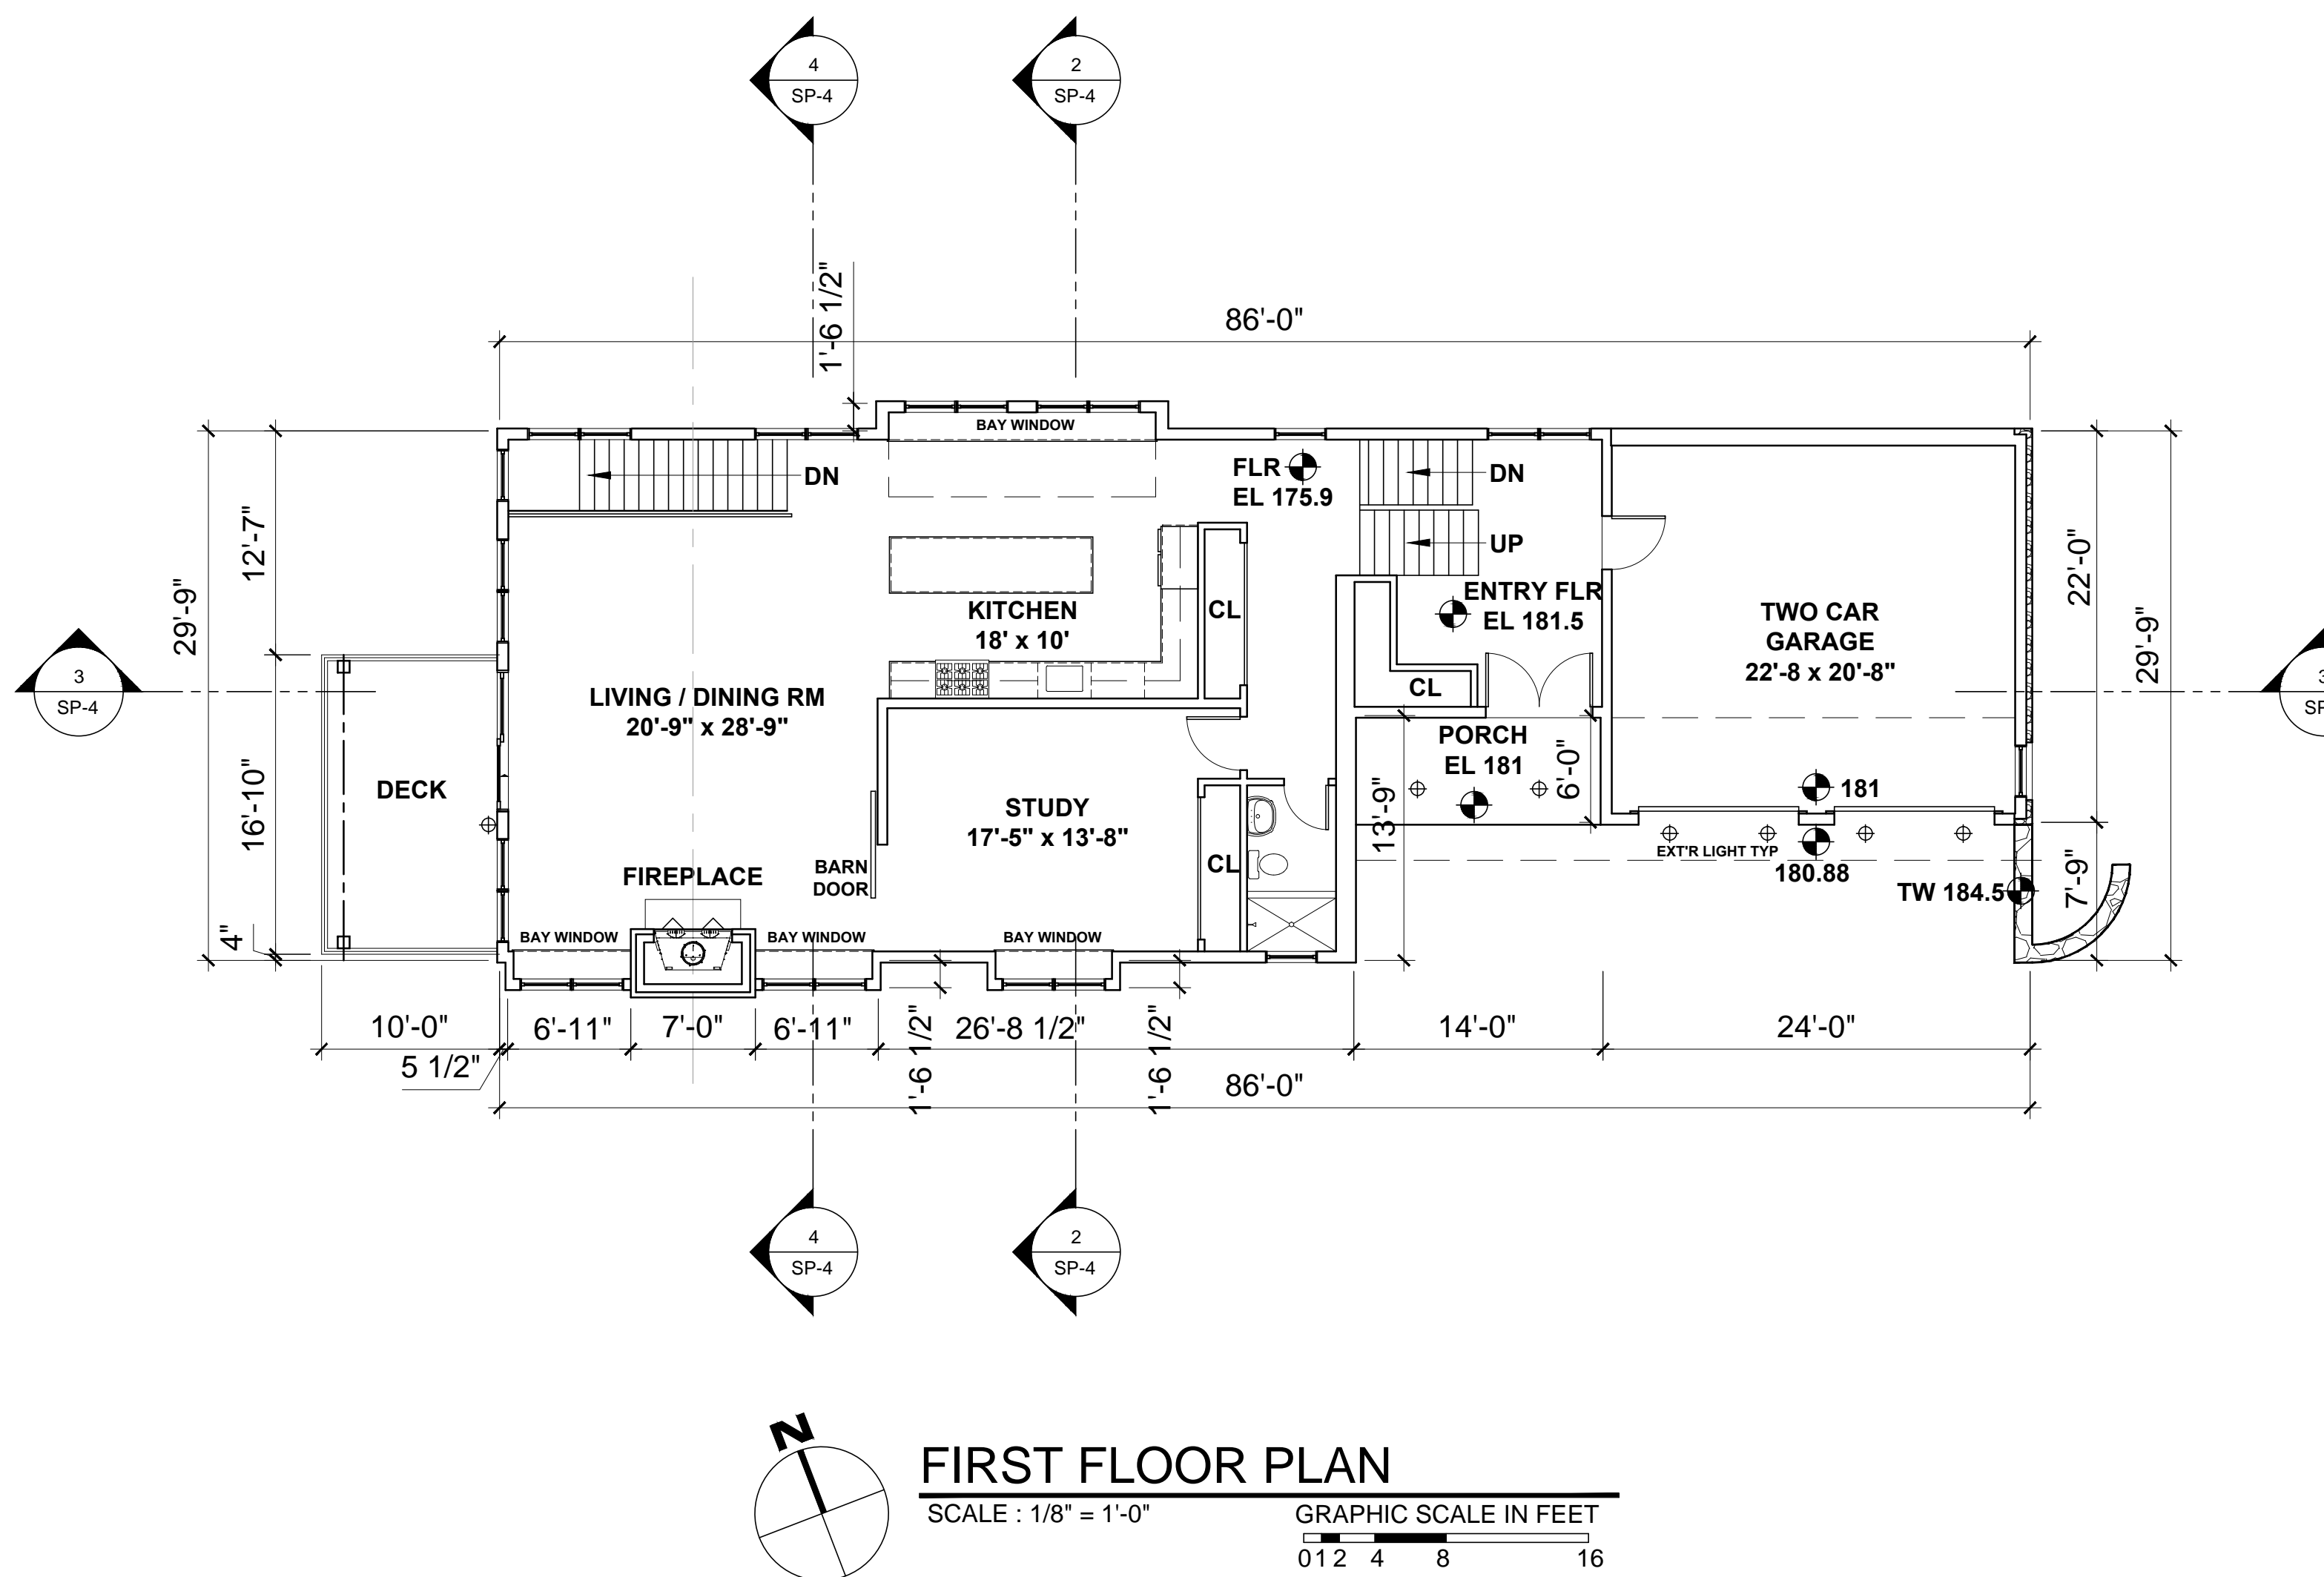 4
SP-4
2
SP-4
1'-6 1/2"
86'-0"
BAY WINDOW
DN
FLR
EL 175.9
DN
UP
12'-7"
29'-9"
22'-0"
29'-9"
ENTRY FLR
EL 181.5
KITCHEN
18' x 10'
CL
TWO CAR
GARAGE
22'-8 x 20'-8"
3
SP-4
LIVING / DINING RM
20'-9" x 28'-9"
CL
PORCH
EL 181
6'-0"
13'-9"
DECK
16'-10"
STUDY
17'-5" x 13'-8"
181
EXT'R LIGHT TYP
180.88
TW 184.5
7'-9"
BARN
DOOR
CL
FIREPLACE
4"
BAY WINDOW
BAY WINDOW
BAY WINDOW
10'-0"
6'-11"
7'-0"
6'-11"
26'-8 1/2"
14'-0"
24'-0"
5 1/2"
1'-6 1/2"
1'-6 1/2"
86'-0"
4
SP-4
2
SP-4
N
FIRST FLOOR PLAN
SCALE : 1/8" = 1'-0"
GRAPHIC SCALE IN FEET
0 1 2 4 8 16